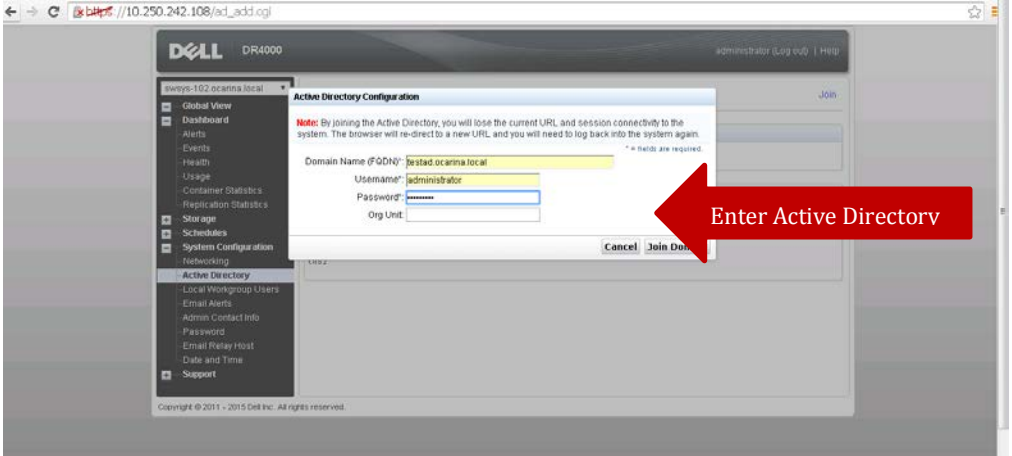 https://10.250.242.108/ad_add.cgi
DELL DR4000
administrator (Log out) | Help
swsys-102.ocarina.local
Join
Active Directory Configuration
Note: By joining the Active Directory, you will lose the current URL and session connectivity to the
system. The browser will re-direct to a new URL and you will need to log back into the system again.
* = fields are required.
Domain Name (FQDN)*: testad.ocarina.local
Username*: administrator
Password*: •••••••••
Org Unit:
Cancel Join Do
Enter Active Directory
Global View
Dashboard
Alerts
Events
Health
Usage
Container Statistics
Replication Statistics
Storage
Schedules
System Configuration
Networking
Active Directory
Local Workgroup Users
Email Alerts
Admin Contact Info
Password
Email Relay Host
Date and Time
Support
Copyright © 2011 - 2015 Dell Inc. All rights reserved.